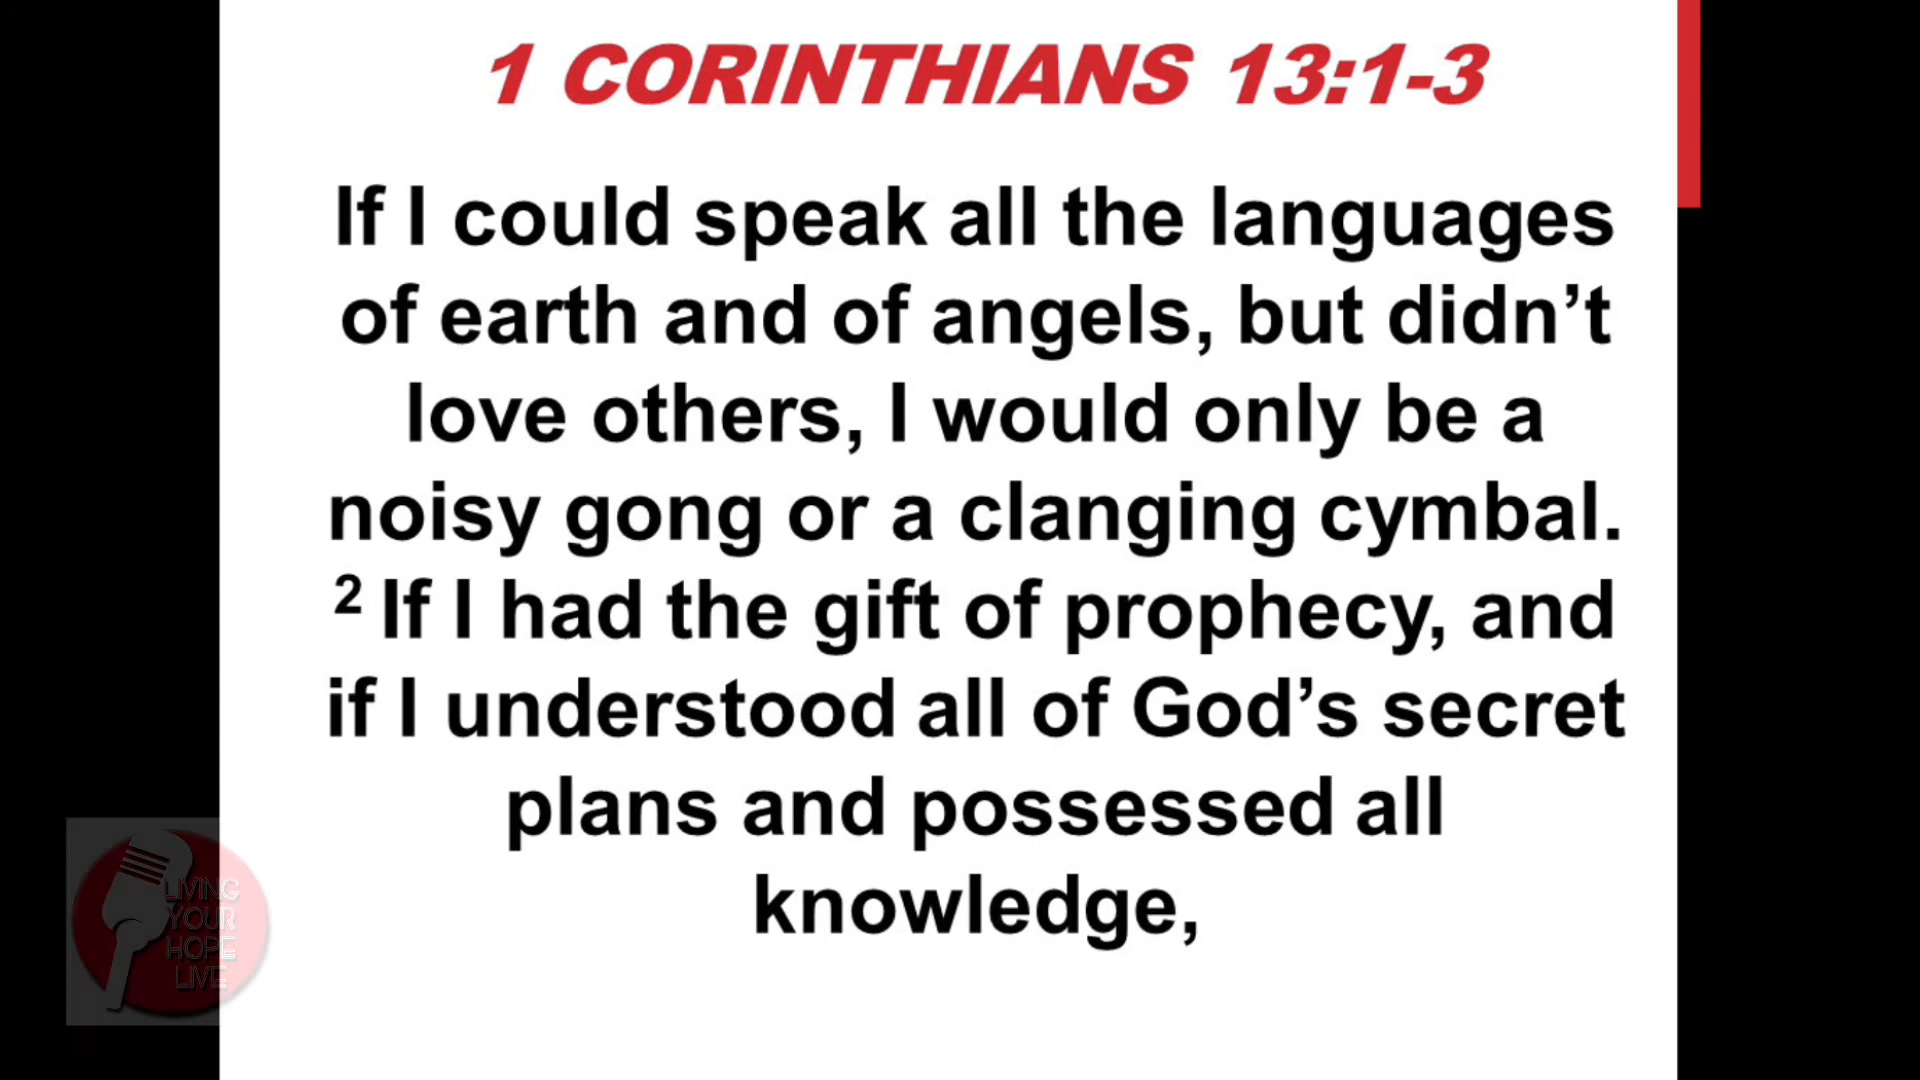 1 CORINTHIANS 13:1-3
If I could speak all the languages
of earth and of angels, but didn’t
love others, I would only be a
noisy gong or a clanging cymbal.
² If I had the gift of prophecy, and
if I understood all of God’s secret
plans and possessed all
knowledge,
LIVING
YOUR
HOPE
LIVE